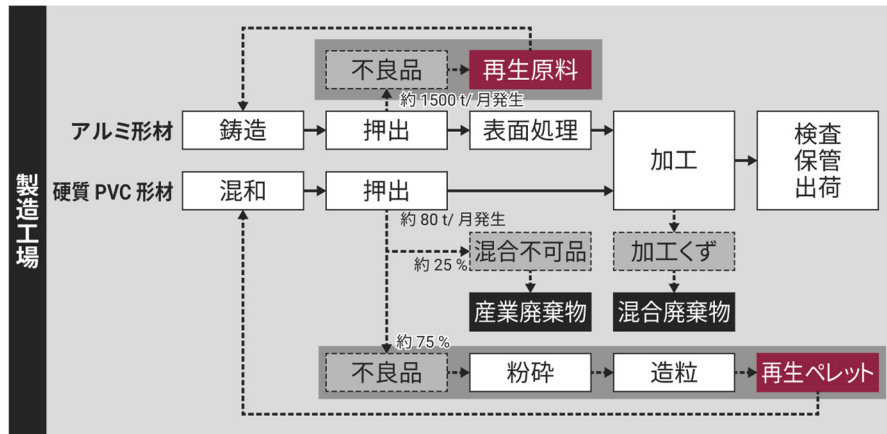 製造工場
不良品
再生原料
約 1500 t/ 月発生
アルミ形材
鋳造
押出
表面処理
加工
検査
保管
出荷
硬質 PVC 形材
混和
押出
約 80 t/ 月発生
約 25 %
混合不可品
加工くず
産業廃棄物
混合廃棄物
約 75 %
不良品
粉砕
造粒
再生ペレット